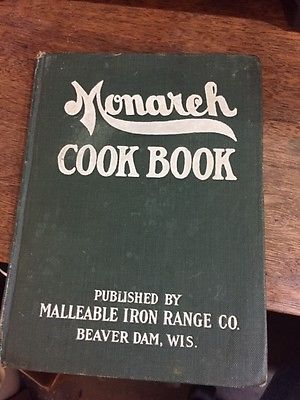 Monarch
COOK BOOK
PUBLISHED BY
MALLEABLE IRON RANGE CO.
BEAVER DAM, WIS.